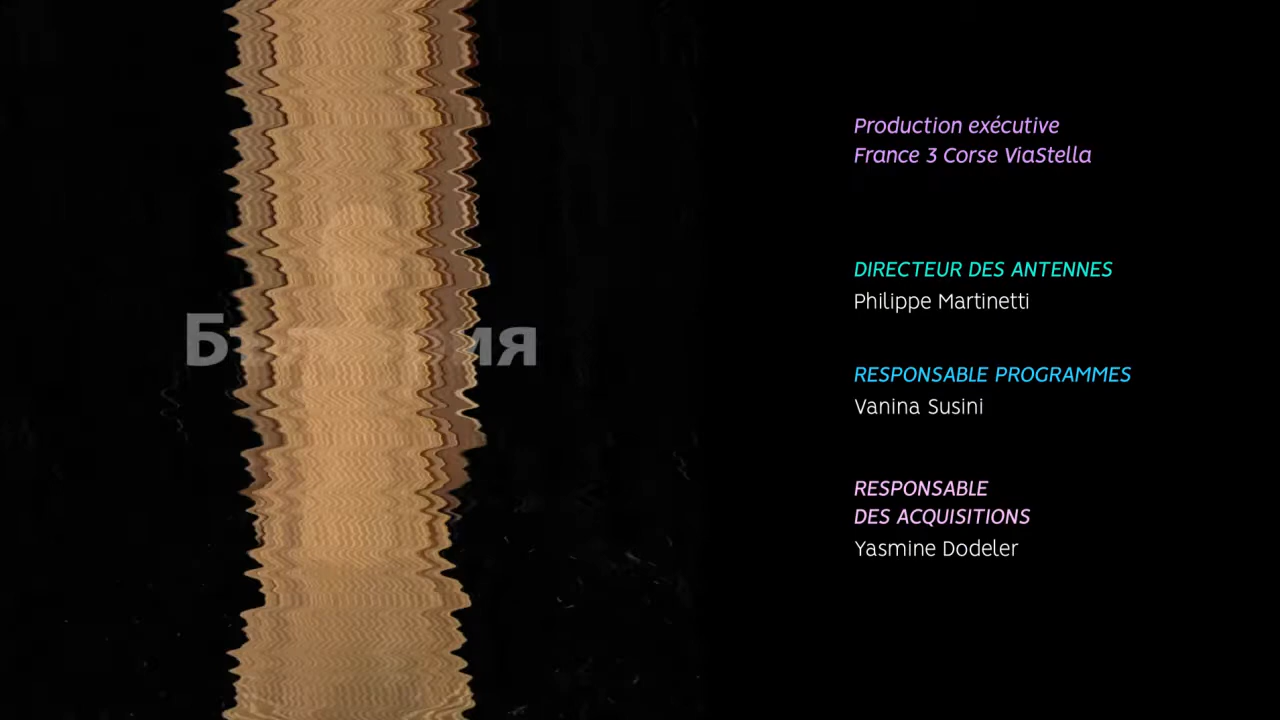 Production exécutive
France 3 Corse ViaStella
DIRECTEUR DES ANTENNES
Philippe Martinetti
RESPONSABLE PROGRAMMES
Vanina Susini
RESPONSABLE
DES ACQUISITIONS
Yasmine Dodeler